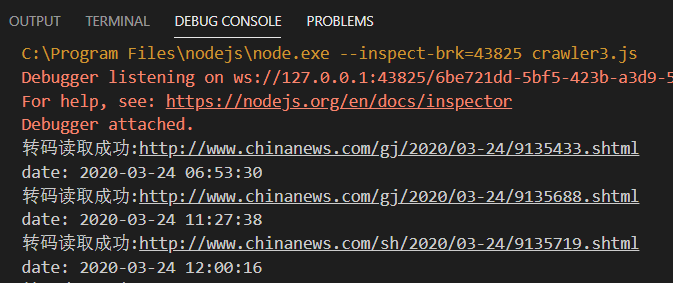 OUTPUT TERMINAL DEBUG CONSOLE PROBLEMS
C:\Program Files\nodejs\node.exe --inspect-brk=43825 crawler3.js
Debugger listening on ws://127.0.0.1:43825/6be721dd-5bf5-423b-a3d9-5
For help, see: https://nodejs.org/en/docs/inspector
Debugger attached.
转码读取成功:http://www.chinanews.com/gj/2020/03-24/9135433.shtml
date: 2020-03-24 06:53:30
转码读取成功:http://www.chinanews.com/gj/2020/03-24/9135688.shtml
date: 2020-03-24 11:27:38
转码读取成功:http://www.chinanews.com/sh/2020/03-24/9135719.shtml
date: 2020-03-24 12:00:16